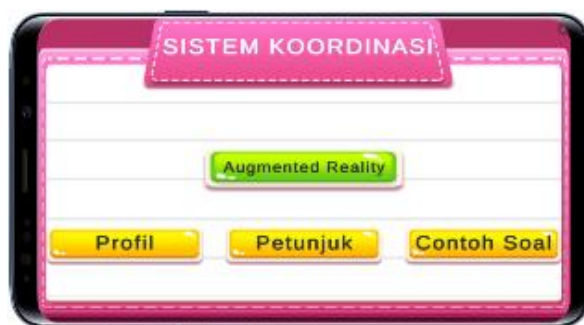 SISTEM KOORDINASI
Augmented Reality
Profil Petunjuk Contoh Soal